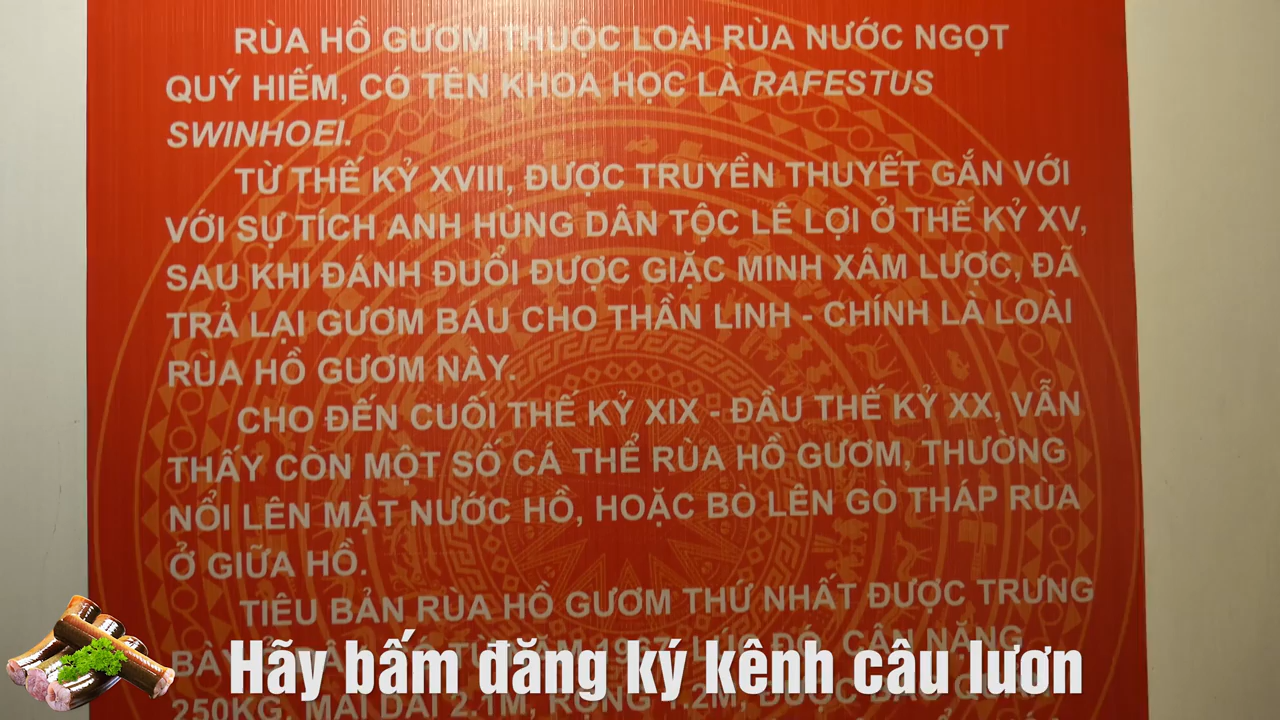 RÙA HỒ GƯƠM THUỘC LOÀI RÙA NƯỚC NGỌT
QUÝ HIẾM, CÓ TÊN KHOA HỌC LÀ RAFESTUS
SWINHOEI.
TỪ THẾ KỶ XVIII, ĐƯỢC TRUYỀN THUYẾT GẮN VỚI
VỚI SỰ TÍCH ANH HÙNG DÂN TỘC LÊ LỢI Ở THẾ KỶ XV,
SAU KHI ĐÁNH ĐUỔI ĐƯỢC GIẶC MINH XÂM LƯỢC, ĐÃ
TRẢ LẠI GƯƠM BÁU CHO THẦN LINH - CHÍNH LÀ LOÀI
RÙA HỒ GƯƠM NÀY.
CHO ĐẾN CUỐI THẾ KỶ XIX - ĐẦU THẾ KỶ XX, VẪN
THẤY CÒN MỘT SỐ CÁ THỂ RÙA HỒ GƯƠM, THƯỜNG
NỔI LÊN MẶT NƯỚC HỒ, HOẶC BÒ LÊN GÒ THÁP RÙA
Ở GIỮA HỒ.
TIÊU BẢN RÙA HỒ GƯƠM THỨ NHẤT ĐƯỢC TRƯNG
CÂN NẶNG
250KG, MAI DÀI 2.1M, RỘNG 1.2M, ĐƯỢC
Hãy bấm đăng ký kênh câu lươn